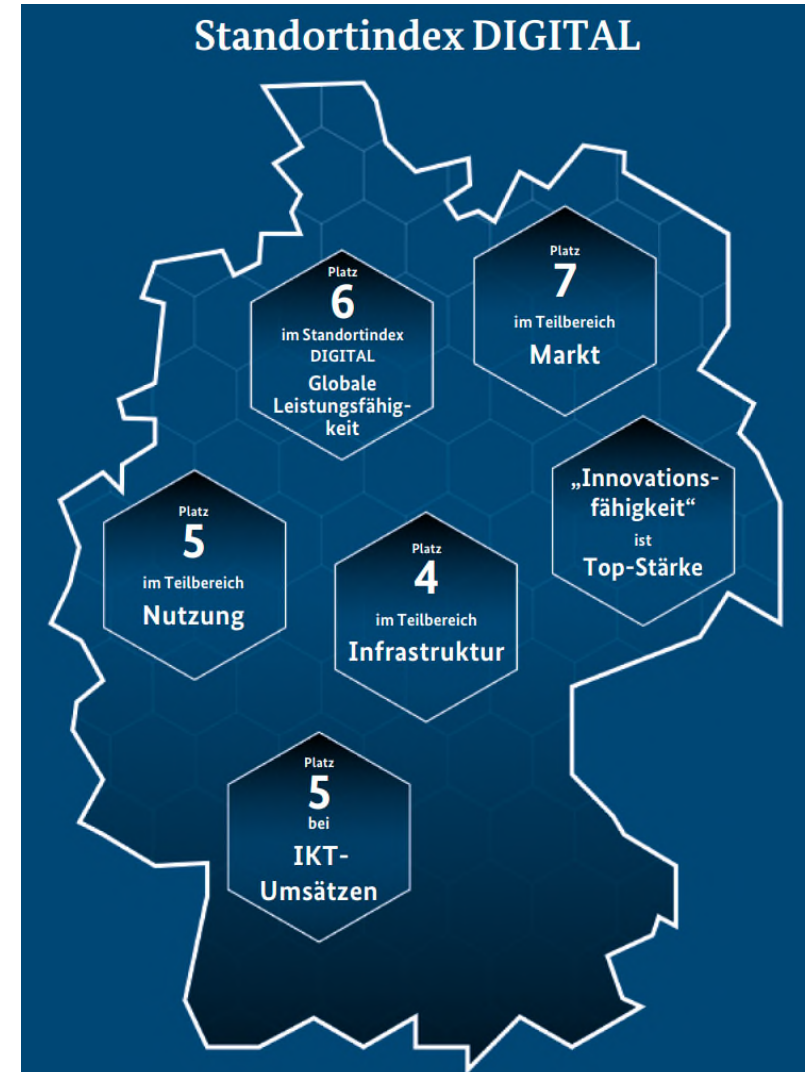 Standortindex DIGITAL
Platz
6
im Standortindex
DIGITAL
Globale
Leistungsfähig-
keit
Platz
7
im Teilbereich
Markt
„Innovations-
fähigkeit“
ist
Top-Stärke
Platz
5
im Teilbereich
Nutzung
Platz
4
im Teilbereich
Infrastruktur
Platz
5
bei
IKT-
Umsätzen